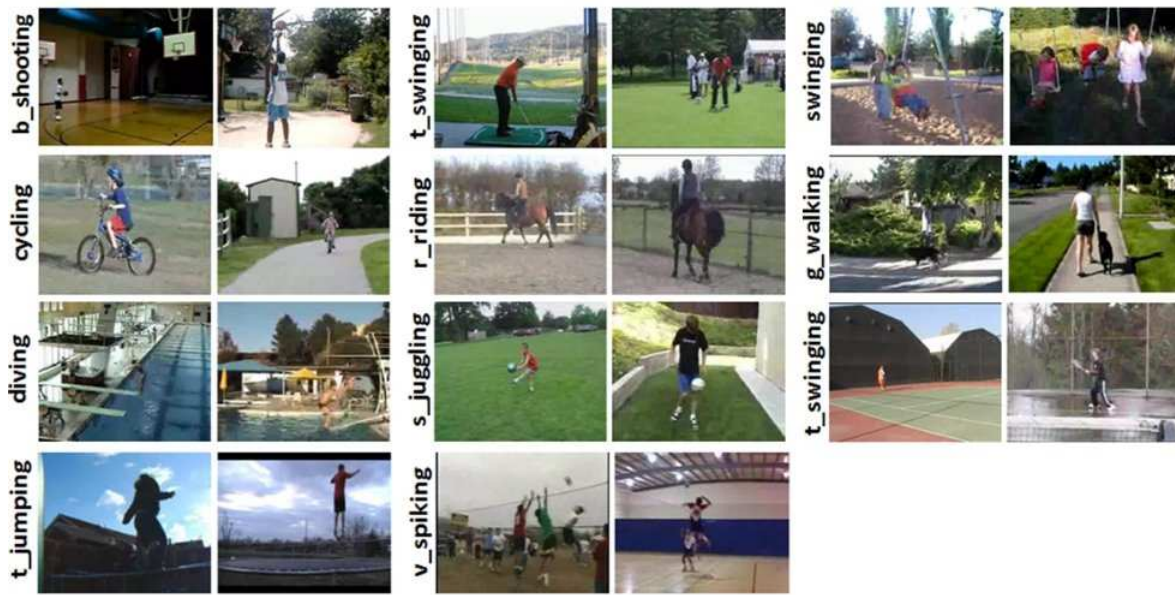 b_shooting
t_swinging
swinging
cycling
r_riding
g_walking
diving
s_juggling
t_swinging
t_jumping
v_spiking